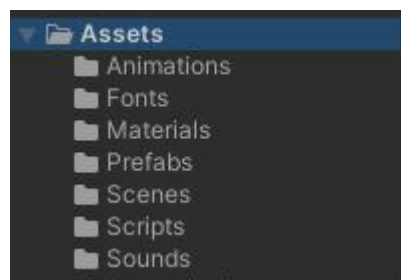 Assets
Animations
Fonts
Materials
Prefabs
Scenes
Scripts
Sounds